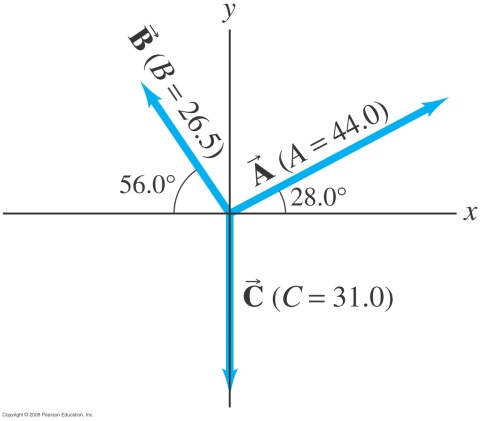 y
B⃗ (B = 26.5)
A⃗ (A = 44.0)
56.0°
28.0°
x
C⃗ (C = 31.0)
Copyright © 2008 Pearson Education, Inc.